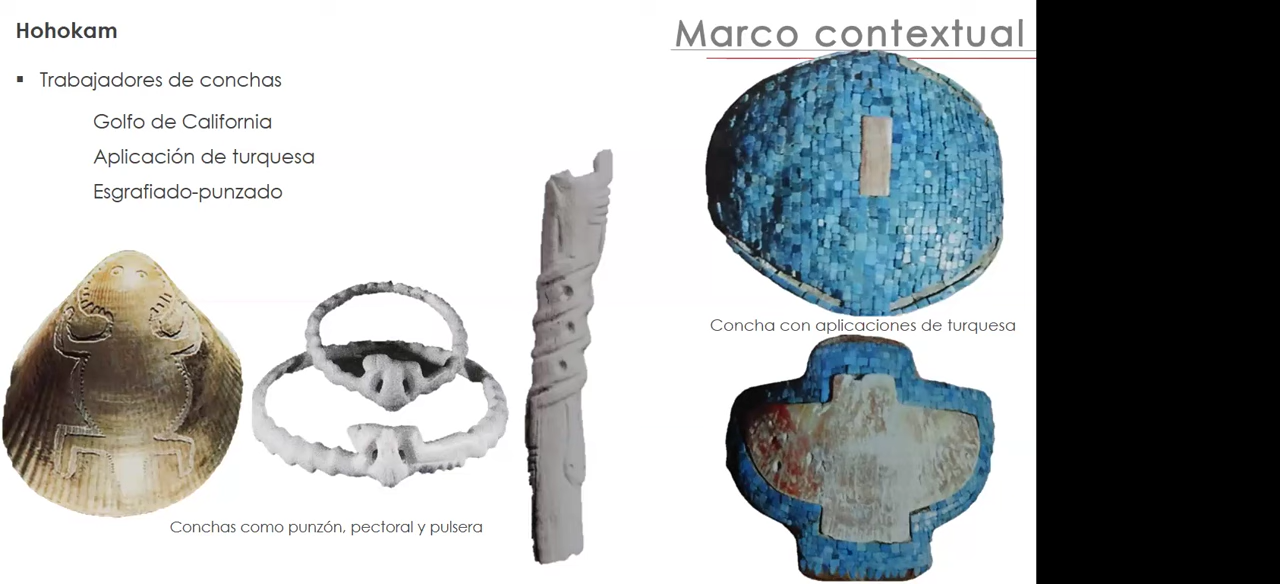 Hohokam
Marco contextual
▪ Trabajadores de conchas
Golfo de California
Aplicación de turquesa
Esgrafiado-punzado
Concha con aplicaciones de turquesa
Conchas como punzón, pectoral y pulsera